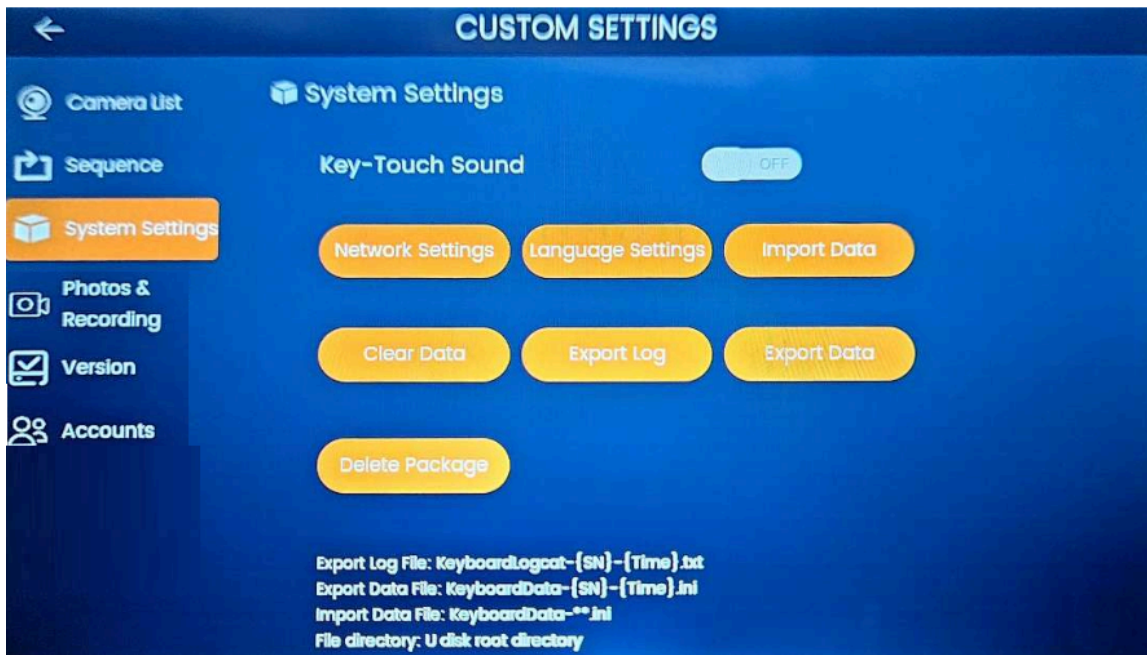 CUSTOM SETTINGS
Camera List
System Settings
Key-Touch Sound
OFF
Sequence
System Settings
Photos &
Recording
Version
Accounts
Network Settings
Language Settings
Import Data
Clear Data
Export Log
Export Data
Delete Package
Export Log File: KeyboardLogcat-{SN}-{Time}.txt
Export Data File: KeyboardData-{SN}-{Time}.ini
Import Data File: KeyboardData-**.ini
File directory: U disk root directory